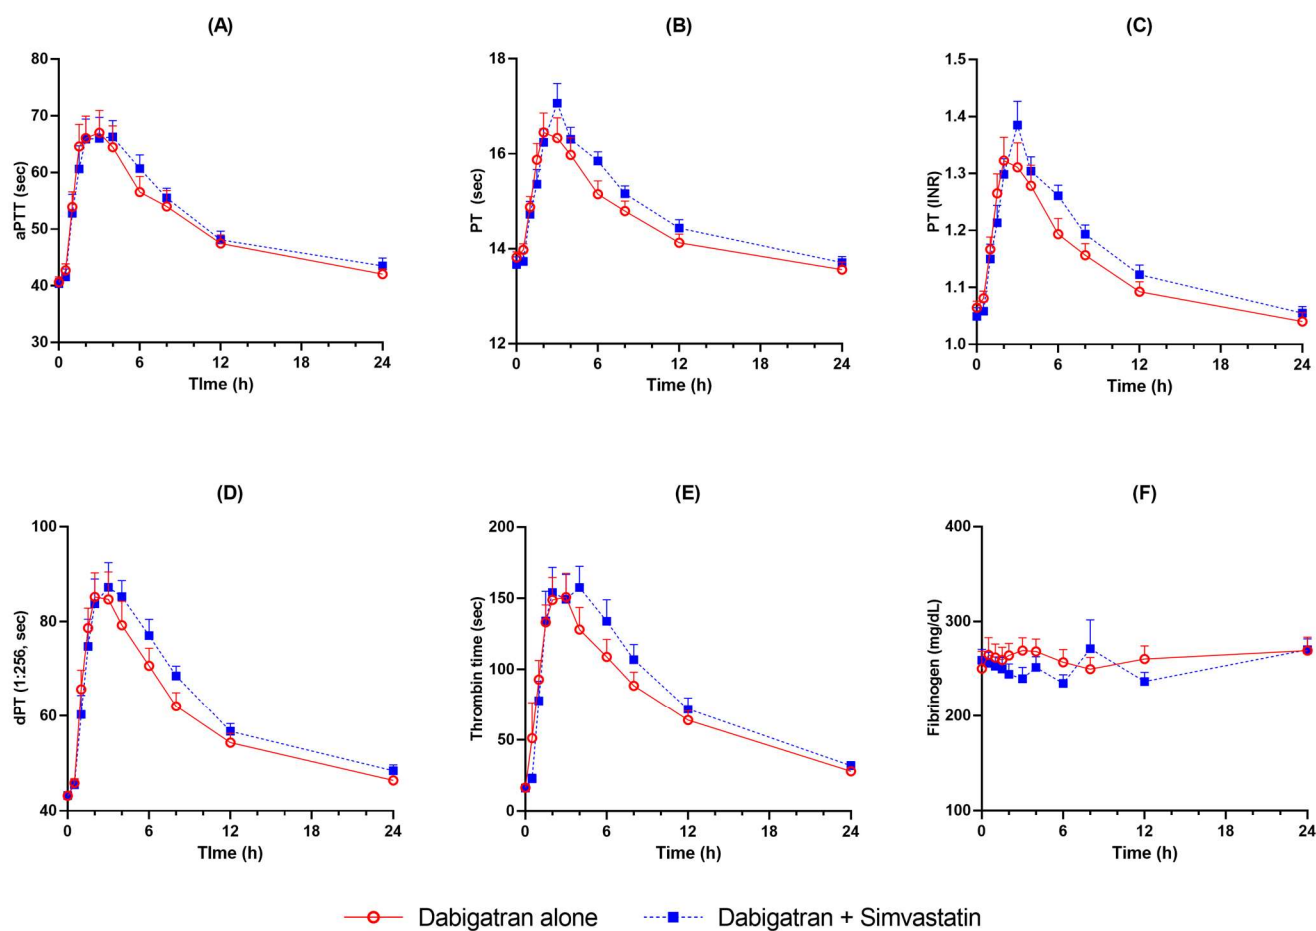 (A)
80
70
60
50
40
30
aPTT (sec)
0 6 12 18 24
TIme (h)
(B)
18
16
14
12
PT (sec)
0 6 12 18 24
Time (h)
(C)
1.5
1.4
1.3
1.2
1.1
1.0
PT (INR)
0 6 12 18 24
Time (h)
(D)
100
80
60
40
dPT (1:256, sec)
0 6 12 18 24
TIme (h)
(E)
200
150
100
50
0
Thrombin time (sec)
0 6 12 18 24
Time (h)
(F)
400
300
200
100
Fibrinogen (mg/dL)
0 6 12 18 24
Time (h)
Dabigatran alone
Dabigatran + Simvastatin